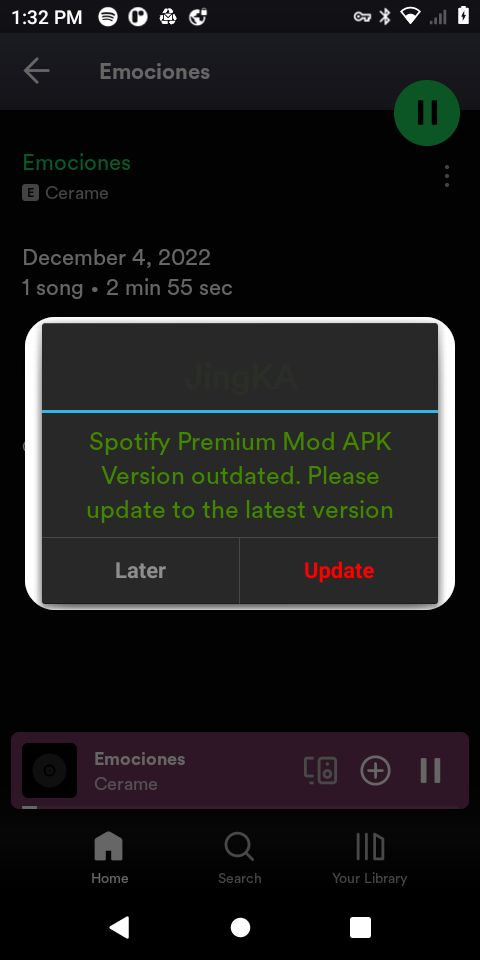 1:32 PM
Emociones
Emociones
E Cerame
December 4, 2022
1 song • 2 min 55 sec
JingKA
Spotify Premium Mod APK
Version outdated. Please
update to the latest version
Later Update
Emociones
Cerame
Home Search Your Library